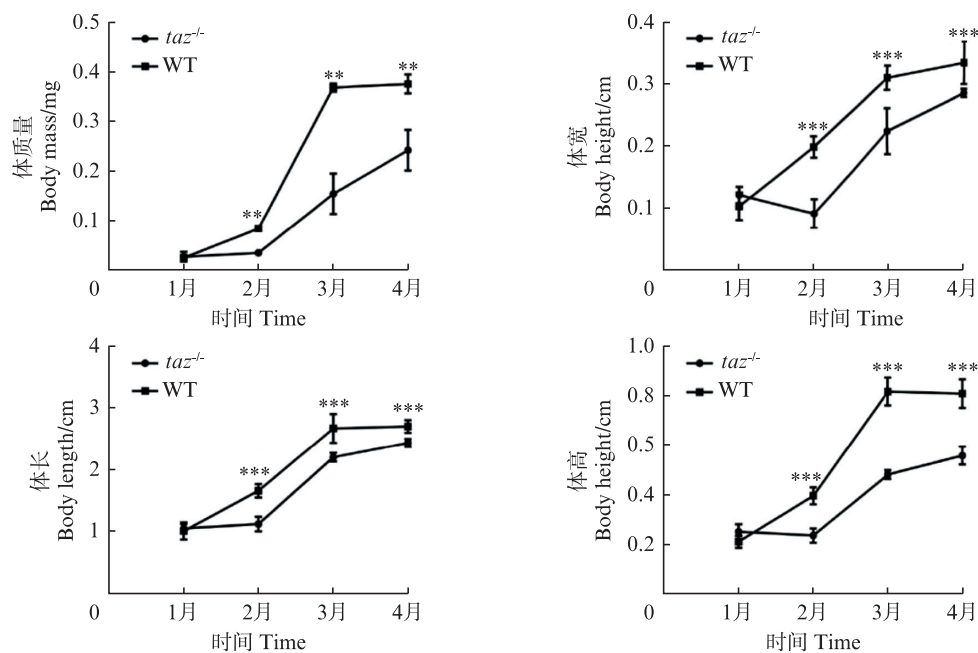 0.5
0.4
0.3
0.2
0.1
0
体质量
Body mass/mg
taz-/-
WT
**
**
**
1月 2月 3月 4月
时间 Time
0.4
0.3
0.2
0.1
0
体宽
Body height/cm
taz-/-
WT
***
***
***
1月 2月 3月 4月
时间 Time
4
3
2
1
0
体长
Body length/cm
taz-/-
WT
***
***
***
1月 2月 3月 4月
时间 Time
1.0
0.8
0.5
0.4
0.2
0
体高
Body height/cm
taz-/-
WT
***
***
***
1月 2月 3月 4月
时间 Time